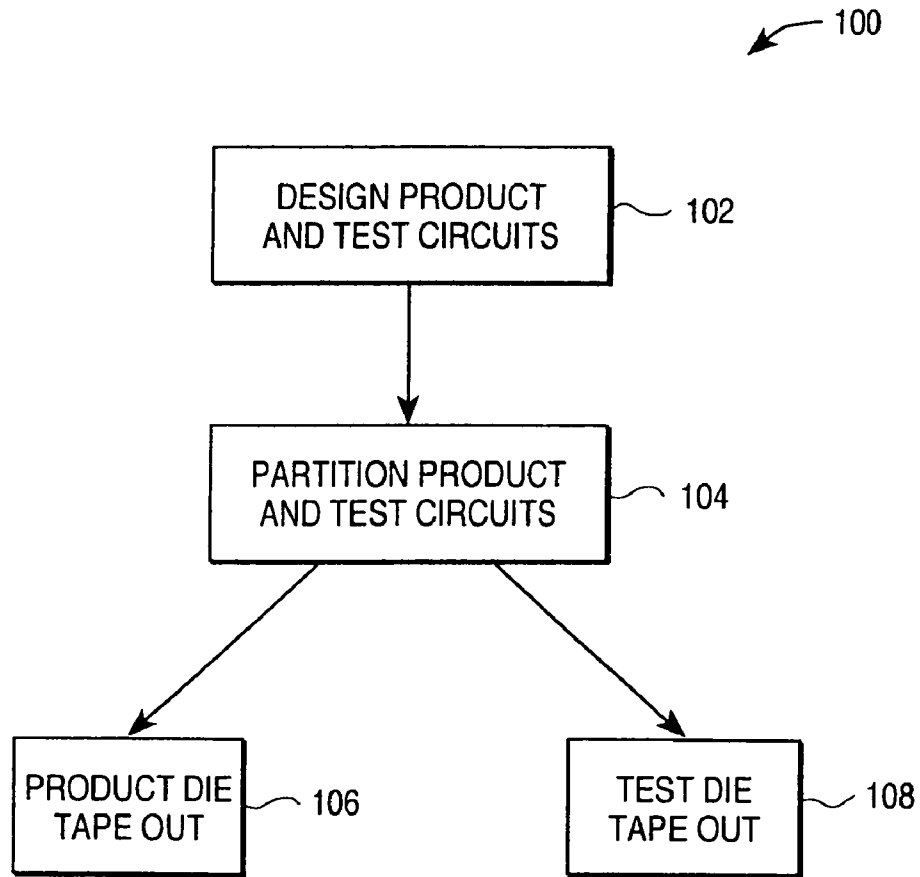 100
DESIGN PRODUCT
AND TEST CIRCUITS
102
PARTITION PRODUCT
AND TEST CIRCUITS
104
PRODUCT DIE
TAPE OUT
106
TEST DIE
TAPE OUT
108